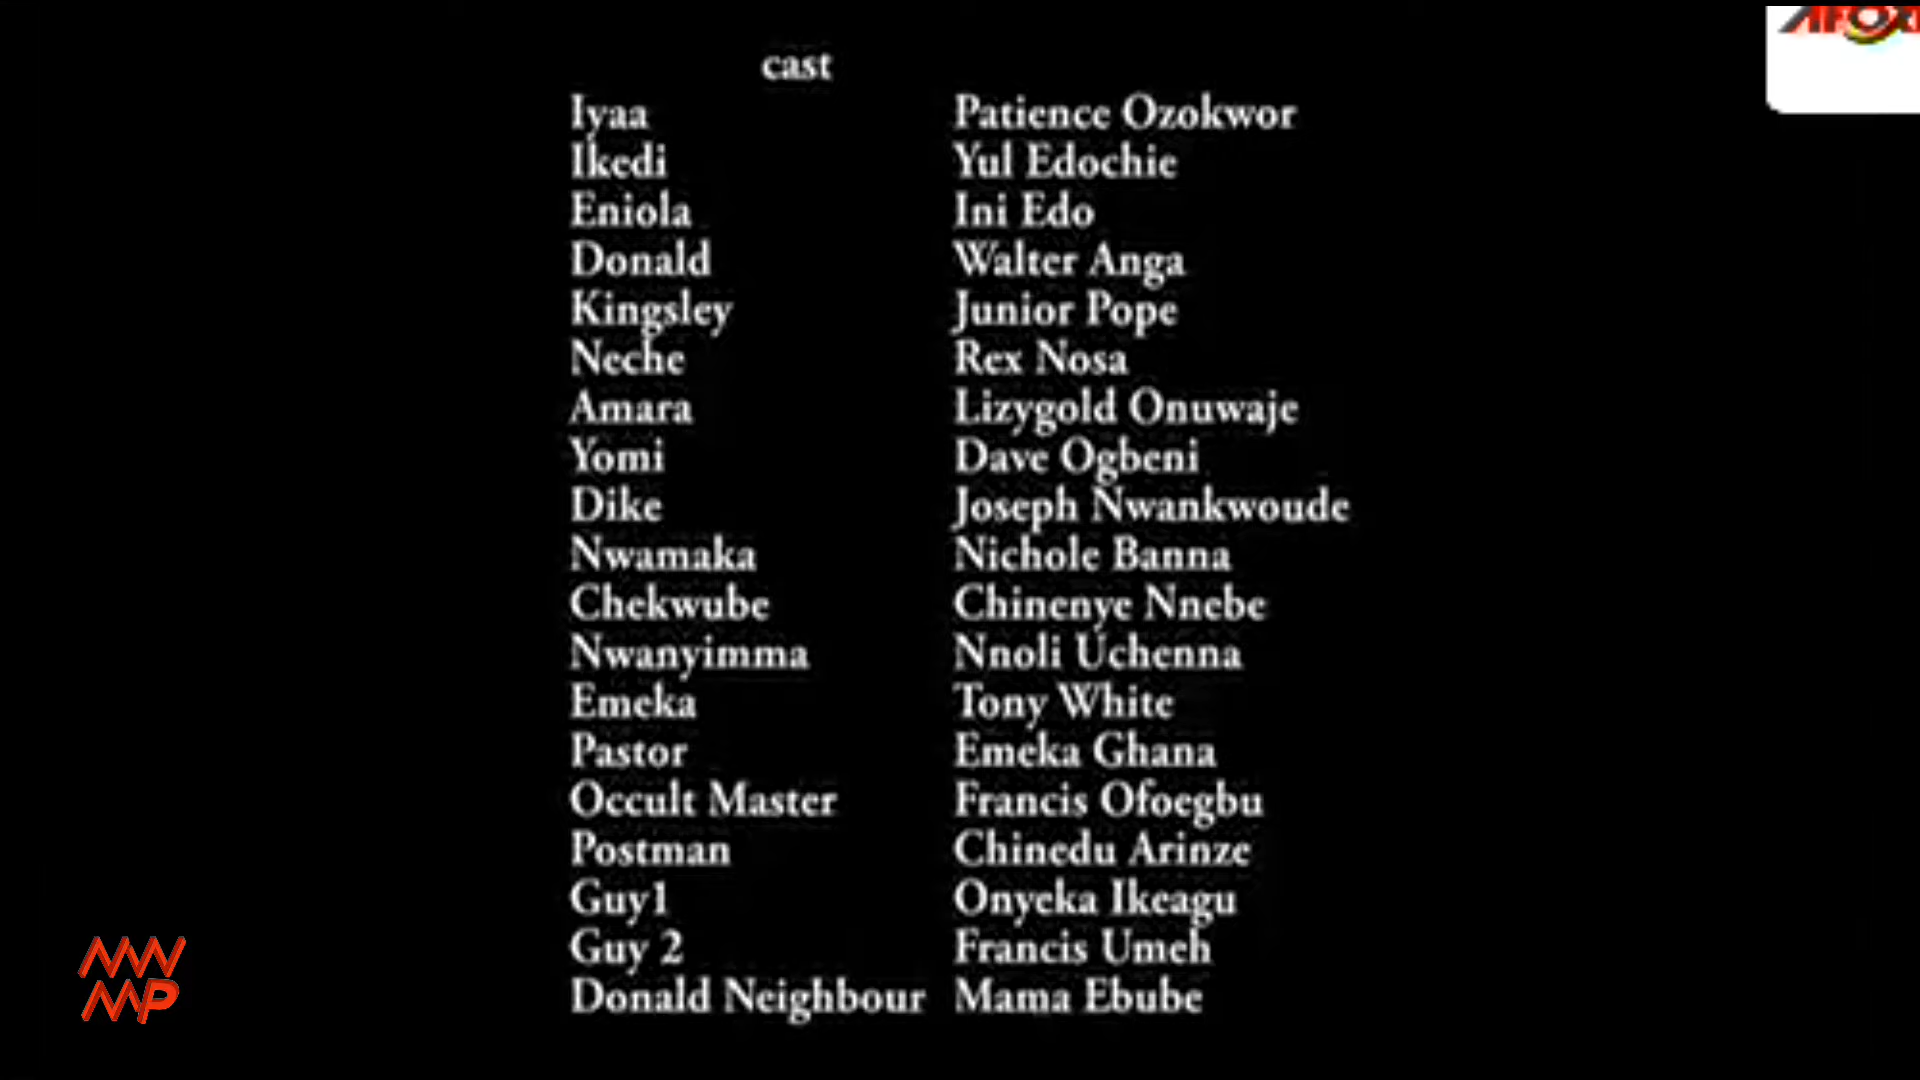 cast
Iyaa Patience Ozokwor
Ikedi Yul Edochie
Eniola Ini Edo
Donald Walter Anga
Kingsley Junior Pope
Neche Rex Nosa
Amara Lizygold Onuwaje
Yomi Dave Ogbeni
Dike Joseph Nwankwoude
Nwamaka Nichole Banna
Chekwube Chinenye Nnebe
Nwanyimma Nnoli Uchenna
Emeka Tony White
Pastor Emeka Ghana
Occult Master Francis Ofoegbu
Postman Chinedu Arinze
Guy1 Onyeka Ikeagu
Guy 2 Francis Umeh
Donald Neighbour Mama Ebube